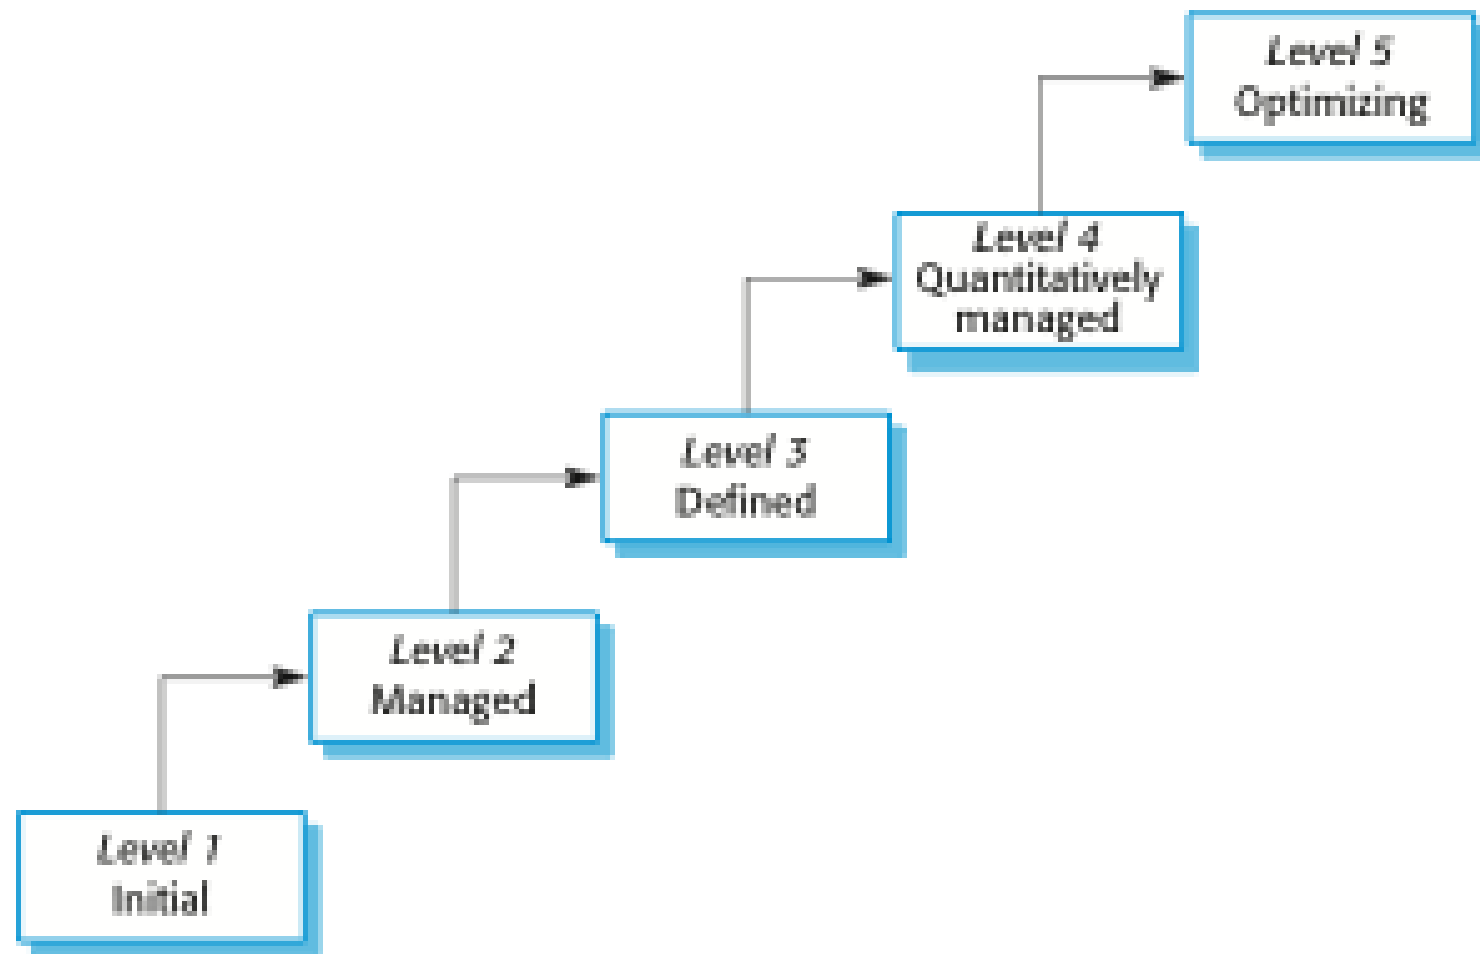 Level 5
Optimizing
Level 4
Quantitatively
managed
Level 3
Defined
Level 2
Managed
Level 1
Initial